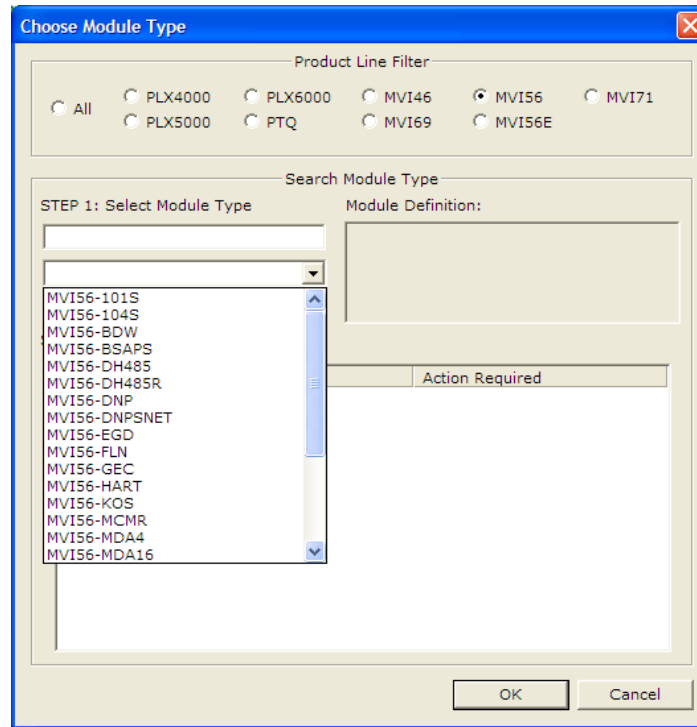 Choose Module Type
Product Line Filter
All
PLX4000
PLX6000
MVI46
MVI56
MVI71
PLX5000
PTQ
MVI69
MVI56E
Search Module Type
STEP 1: Select Module Type
Module Definition:
MVI56-101S
MVI56-104S
MVI56-BDW
MVI56-BSAPS
MVI56-DH485
MVI56-DH485R
MVI56-DNP
MVI56-DNPSNET
MVI56-EGD
MVI56-FLN
MVI56-GEC
MVI56-HART
MVI56-KOS
MVI56-MCMR
MVI56-MDA4
MVI56-MDA16
Action Required
OK
Cancel